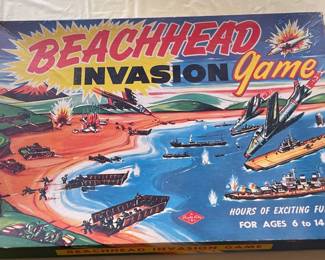 BEACHHEAD
INVASION Game
HOURS OF EXCITING FU
FOR AGES 6 to 14
BEACHHEAD INVASION GAME